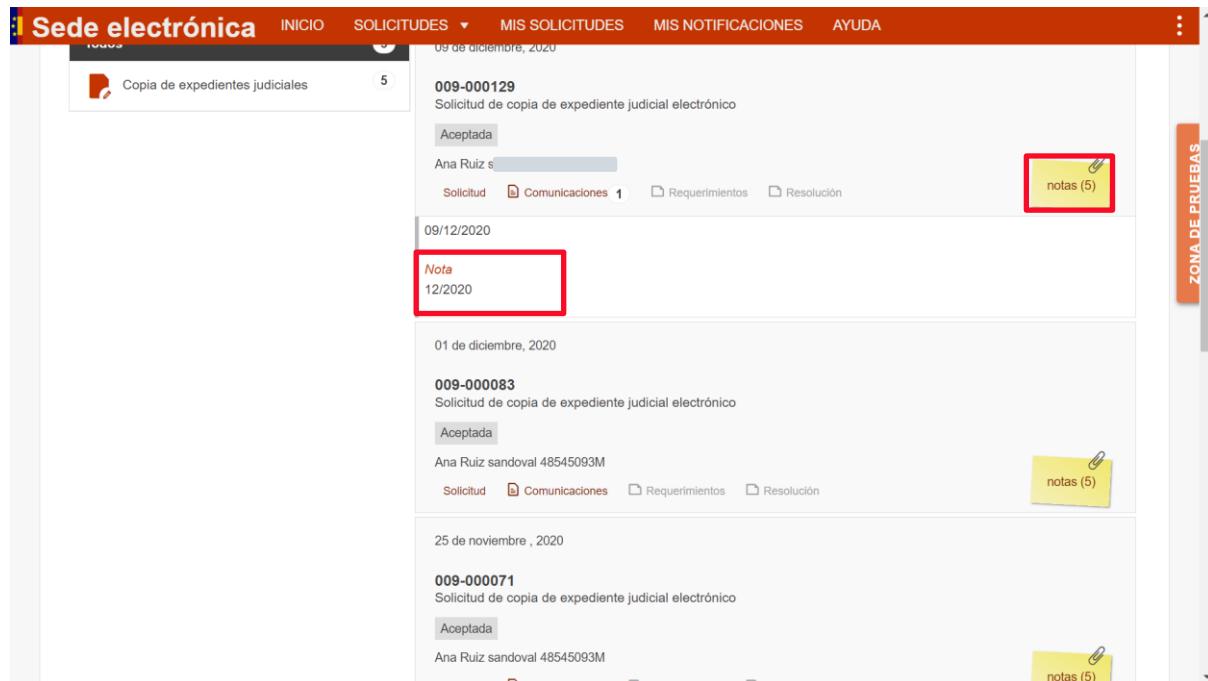 Sede electrónica INICIO SOLICITUDES ▼ MIS SOLICITUDES MIS NOTIFICACIONES AYUDA
Todos
Copia de expedientes judiciales 5
09 de diciembre, 2020
009-000129
Solicitud de copia de expediente judicial electrónico
Aceptada
Ana Ruiz s
Solicitud Comunicaciones 1 Requerimientos Resolución
notas (5)
09/12/2020
Nota
12/2020
01 de diciembre, 2020
009-000083
Solicitud de copia de expediente judicial electrónico
Aceptada
Ana Ruiz sandoval 48545093M
Solicitud Comunicaciones Requerimientos Resolución
notas (5)
25 de noviembre , 2020
009-000071
Solicitud de copia de expediente judicial electrónico
Aceptada
Ana Ruiz sandoval 48545093M
notas (5)
ZONA DE PRUEBAS